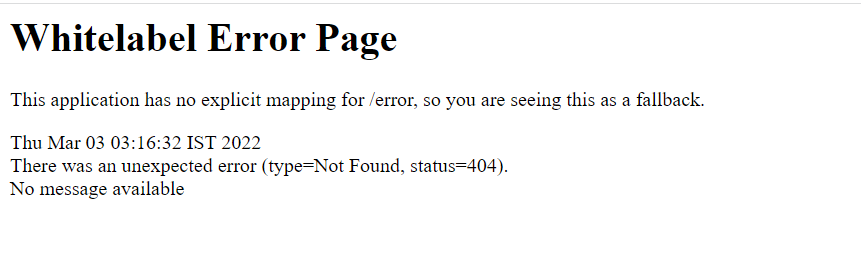 Whitelabel Error Page
This application has no explicit mapping for /error, so you are seeing this as a fallback.
Thu Mar 03 03:16:32 IST 2022
There was an unexpected error (type=Not Found, status=404).
No message available